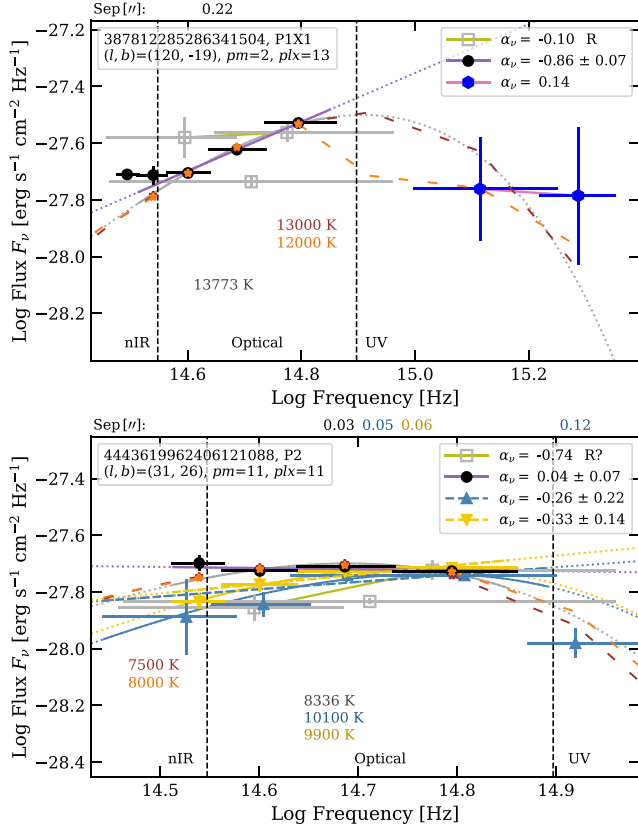 Sep["]: 0.22
387812285286341504, P1X1
(l, b)=(120, -19), pm=2, plx=13
αν = -0.10 R
αν = -0.86 ± 0.07
αν = 0.14
13000 K
12000 K
13773 K
nIR Optical UV
−27.2
−27.4
−27.6
−27.8
−28.0
−28.2
Log Flux Fν [erg s−1 cm−2 Hz−1]
14.6 14.8 15.0 15.2
Log Frequency [Hz]
Sep["]: 0.03 0.05 0.06 0.12
4443619962406121088, P2
(l, b)=(31, 26), pm=11, plx=11
αν = -0.74 R?
αν = 0.04 ± 0.07
αν = -0.26 ± 0.22
αν = -0.33 ± 0.14
7500 K
8000 K
8336 K
10100 K
9900 K
nIR Optical UV
−27.2
−27.4
−27.6
−27.8
−28.0
−28.2
−28.4
Log Flux Fν [erg s−1 cm−2 Hz−1]
14.5 14.6 14.7 14.8 14.9
Log Frequency [Hz]